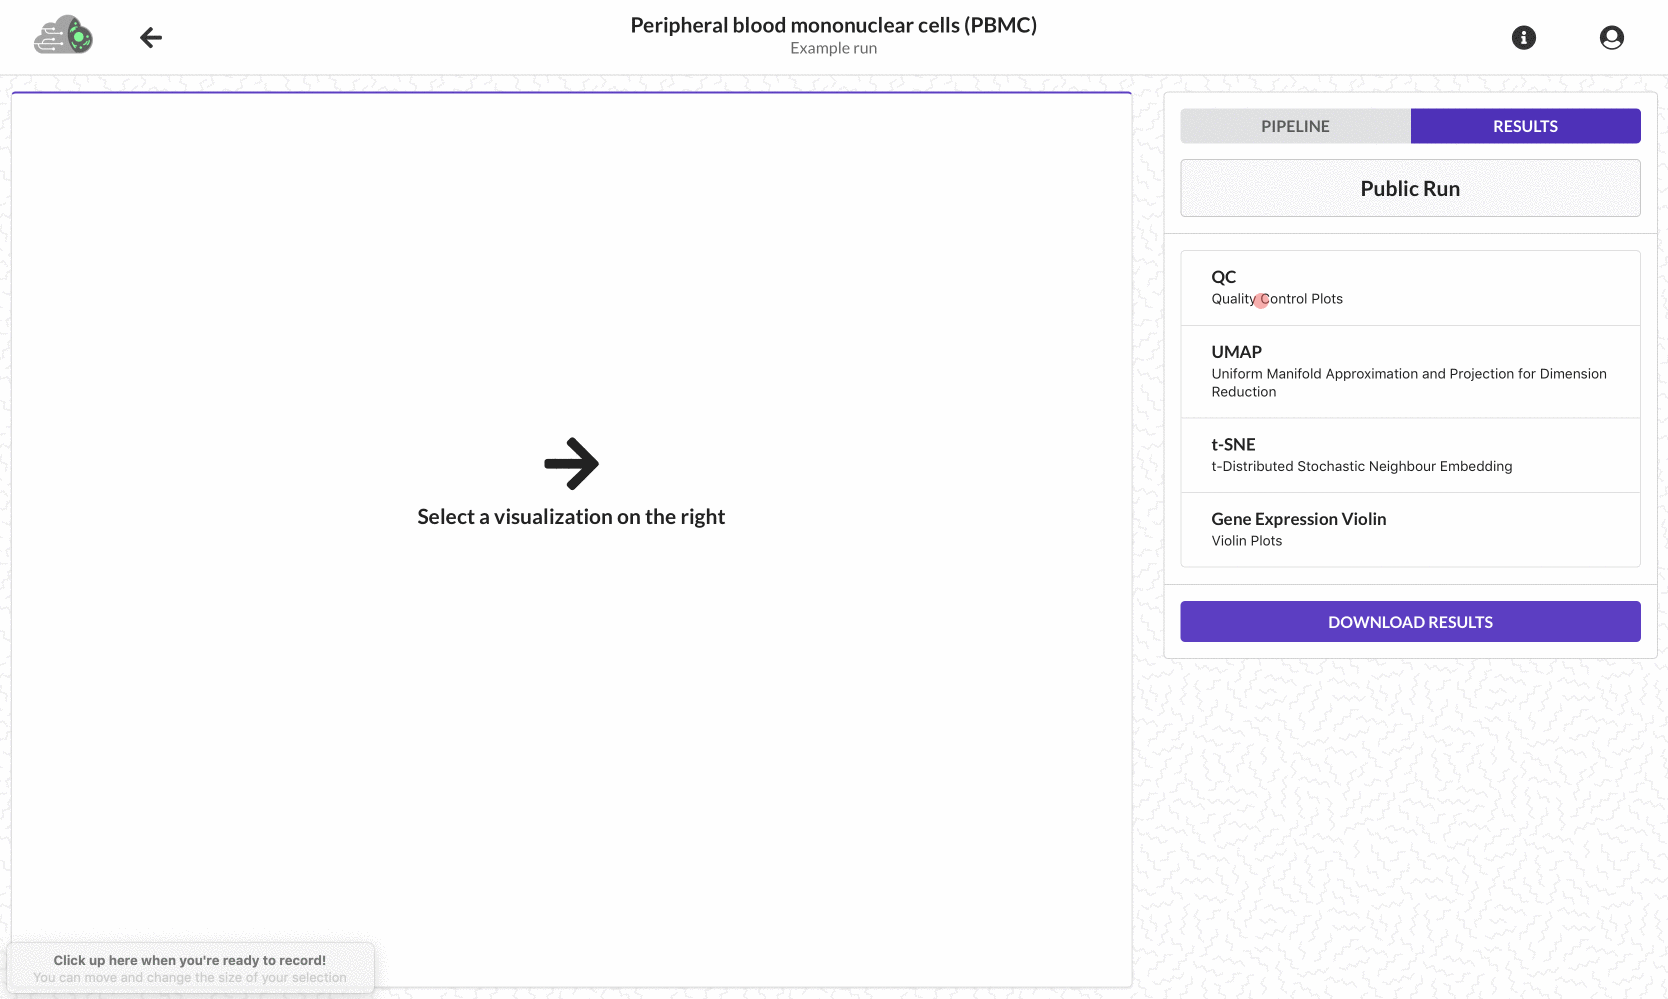 Peripheral blood mononuclear cells (PBMC)
Example run
PIPELINE
RESULTS
Public Run
QC
Quality Control Plots
UMAP
Uniform Manifold Approximation and Projection for Dimension
Reduction
t-SNE
t-Distributed Stochastic Neighbour Embedding
Gene Expression Violin
Violin Plots
DOWNLOAD RESULTS
Select a visualization on the right
Click up here when you're ready to record!
You can move and change the size of your selection